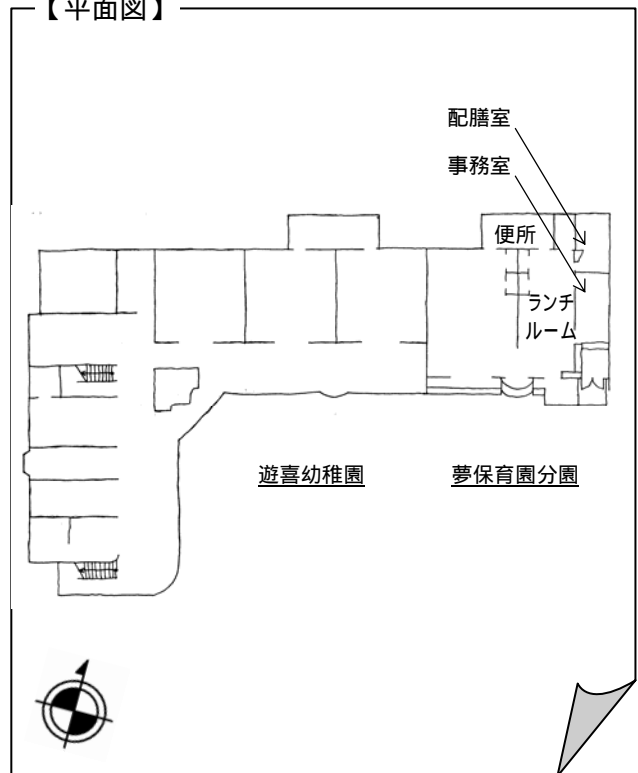 【平面図】
配膳室
事務室
便所
ランチ
ルーム
遊喜幼稚園
夢保育園分園